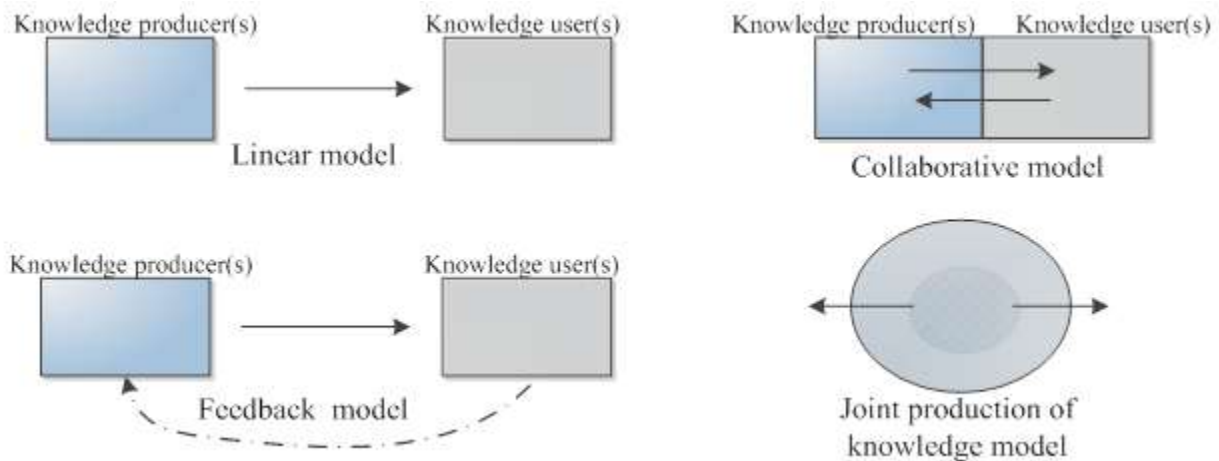 Knowledge producer(s)
Knowledge user(s)
Linear model
Knowledge producer(s)
Knowledge user(s)
Collaborative model
Knowledge producer(s)
Knowledge user(s)
Feedback model
Joint production of
knowledge model